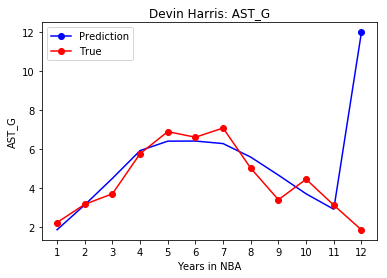 Devin Harris: AST_G
Prediction
True
AST_G
12
10
8
6
4
2
1 2 3 4 5 6 7 8 9 10 11 12
Years in NBA